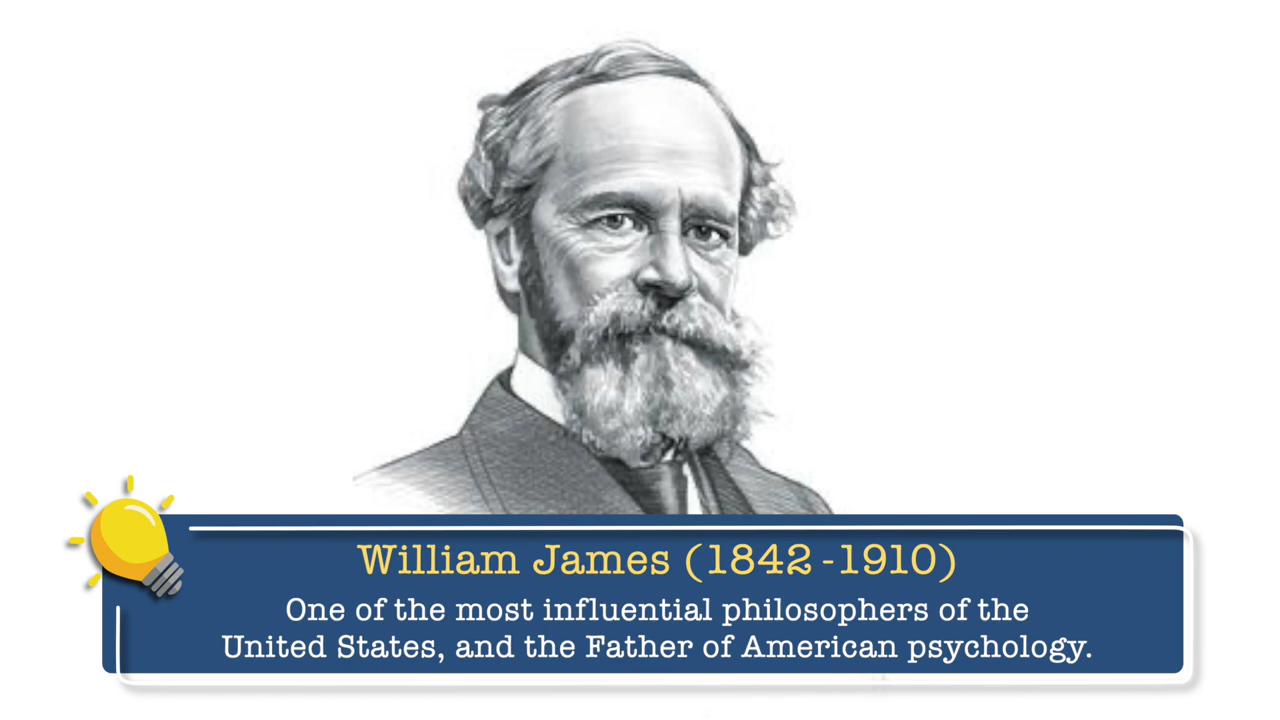 William James (1842 -1910)
One of the most influential philosophers of the
United States, and the Father of American psychology.